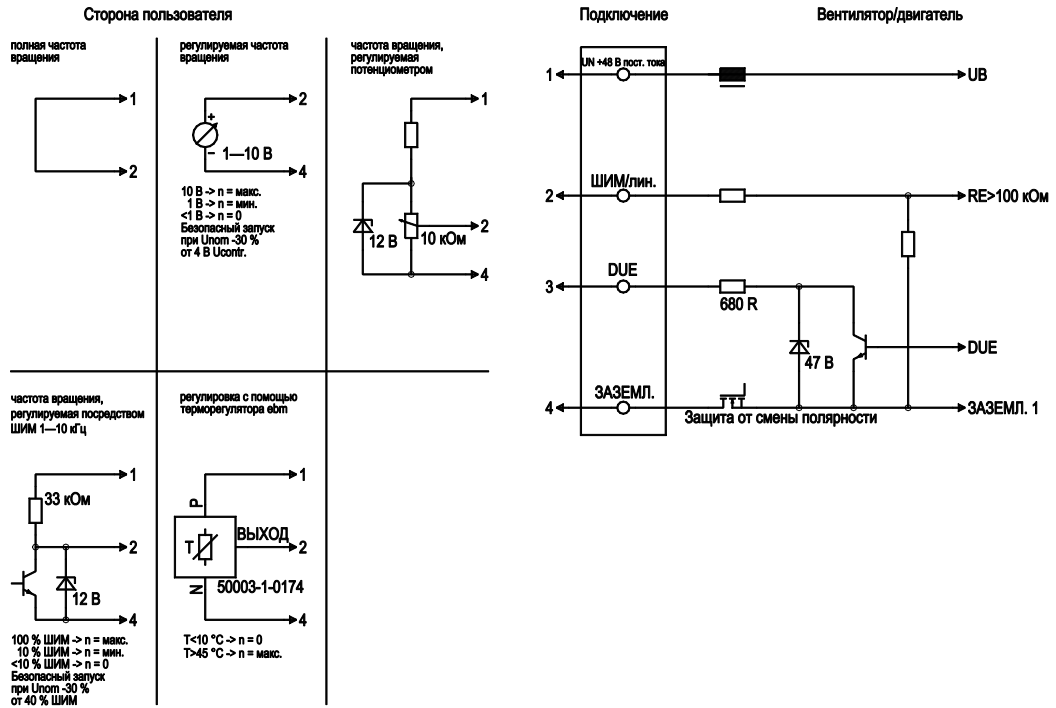 Сторона пользователя
полная частота
вращения
1
2
регулируемая частота
вращения
2
+
1—10 В
−
4
10 В -> n = макс.
1 В -> n = мин.
<1 В -> n = 0
Безопасный запуск
при Unom -30 %
от 4 В Ucontr.
частота вращения,
регулируемая
потенциометром
1
2
12 В
10 кОм
4
частота вращения,
регулируемая посредством
ШИМ 1—10 кГц
1
33 кОм
2
12 В
4
100 % ШИМ -> n = макс.
10 % ШИМ -> n = мин.
<10 % ШИМ -> n = 0
Безопасный запуск
при Unom -30 %
от 40 % ШИМ
регулировка с помощью
терморегулятора ebm
1
P
ВЫХОД
T
2
N
50003-1-0174
4
T<10 °C -> n = 0
T>45 °C -> n = макс.
Подключение
Вентилятор/двигатель
UN +48 В пост. тока
1
UB
ШИМ/лин.
2
RE>100 кОм
DUE
3
680 R
DUE
47 В
ЗАЗЕМЛ.
4
ЗАЗЕМЛ. 1
Защита от смены полярности